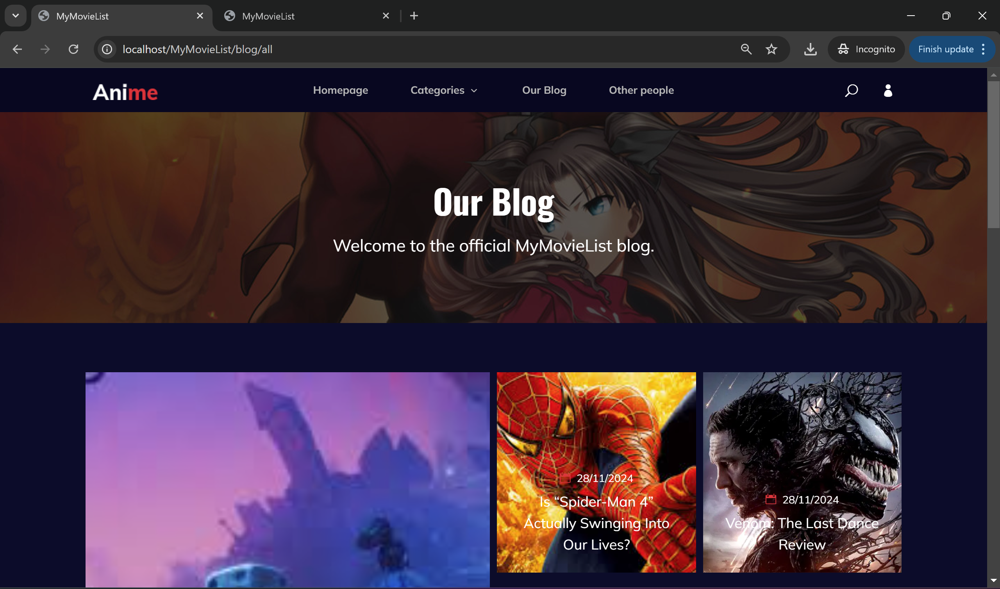 MyMovieList
MyMovieList
localhost/MyMovieList/blog/all
Incognito
Finish update
Anime
Homepage
Categories
Our Blog
Other people
Our Blog
Welcome to the official MyMovieList blog.
28/11/2024
Is “Spider-Man 4”
Actually Swinging Into
Our Lives?
28/11/2024
Venom: The Last Dance
Review